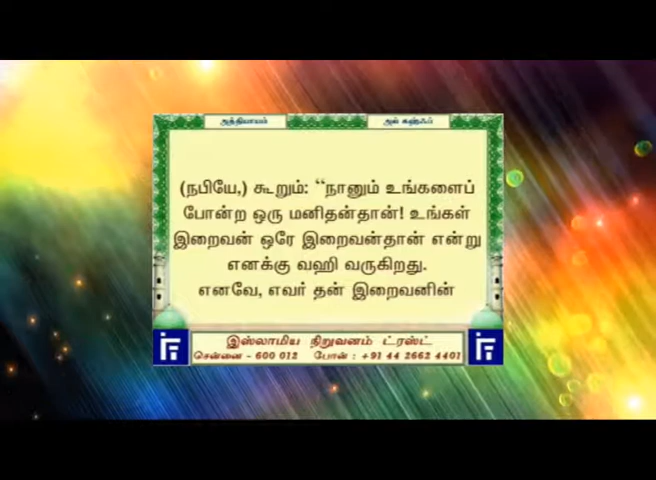 அத்தியாயம் அல் கஹ்ஃப்
(நபியே,) கூறும்: “நானும் உங்களைப்
போன்ற ஒரு மனிதன்தான்! உங்கள்
இறைவன் ஒரே இறைவன்தான் என்று
எனக்கு வஹி வருகிறது.
எனவே, எவர் தன் இறைவனின்
இஸ்லாமிய நிறுவனம் ட்ரஸ்ட்
சென்னை - 600 012 போன் : +91 44 2662 4401